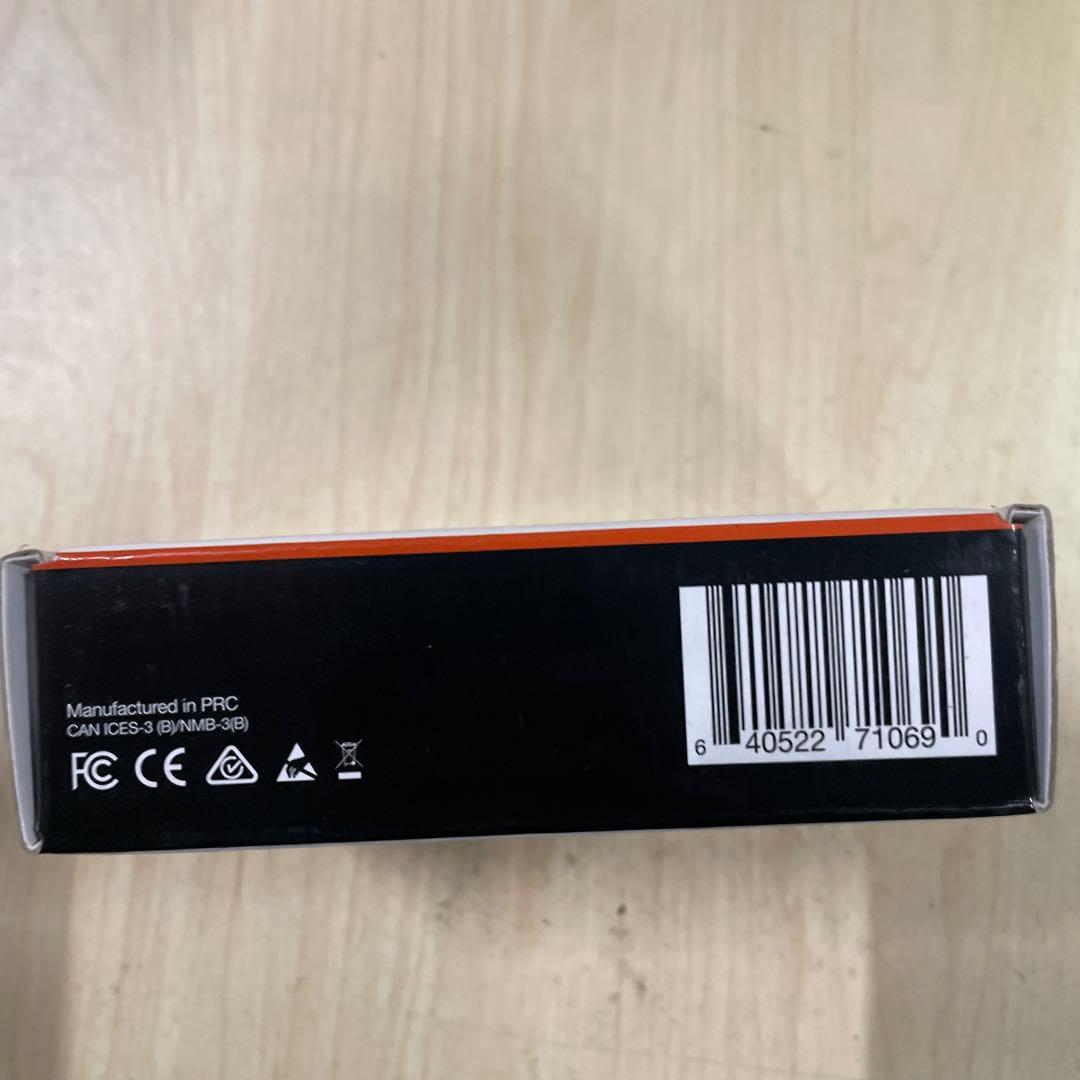 Manufactured in PRC
CAN ICES-3 (B)/NMB-3(B)
FC CE
6 40522 71069 0